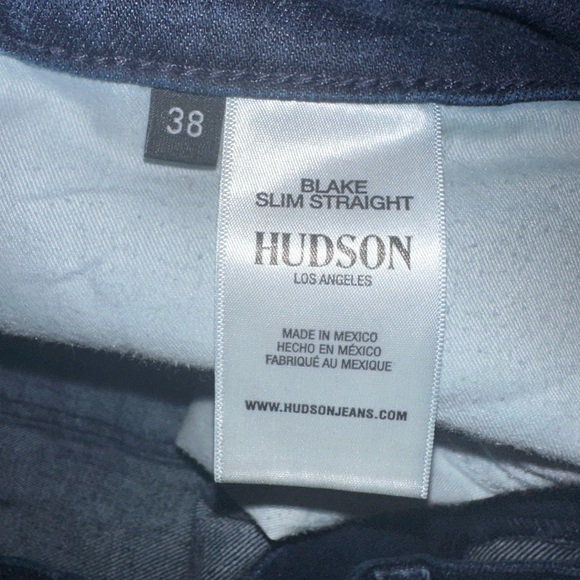 38
BLAKE
SLIM STRAIGHT
HUDSON
LOS ANGELES
MADE IN MEXICO
HECHO EN MÉXICO
FABRIQUÉ AU MEXIQUE
WWW.HUDSONJEANS.COM